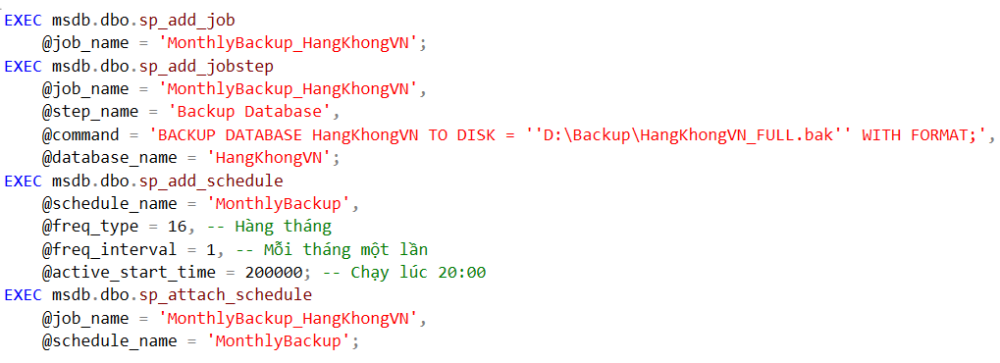 EXEC msdb.dbo.sp_add_job
    @job_name = 'MonthlyBackup_HangKhongVN';
EXEC msdb.dbo.sp_add_jobstep
    @job_name = 'MonthlyBackup_HangKhongVN',
    @step_name = 'Backup Database',
    @command = 'BACKUP DATABASE HangKhongVN TO DISK = ''D:\Backup\HangKhongVN_FULL.bak'' WITH FORMAT;',
    @database_name = 'HangKhongVN';
EXEC msdb.dbo.sp_add_schedule
    @schedule_name = 'MonthlyBackup',
    @freq_type = 16, -- Hàng tháng
    @freq_interval = 1, -- Mỗi tháng một lần
    @active_start_time = 200000; -- Chạy lúc 20:00
EXEC msdb.dbo.sp_attach_schedule
    @job_name = 'MonthlyBackup_HangKhongVN',
    @schedule_name = 'MonthlyBackup';